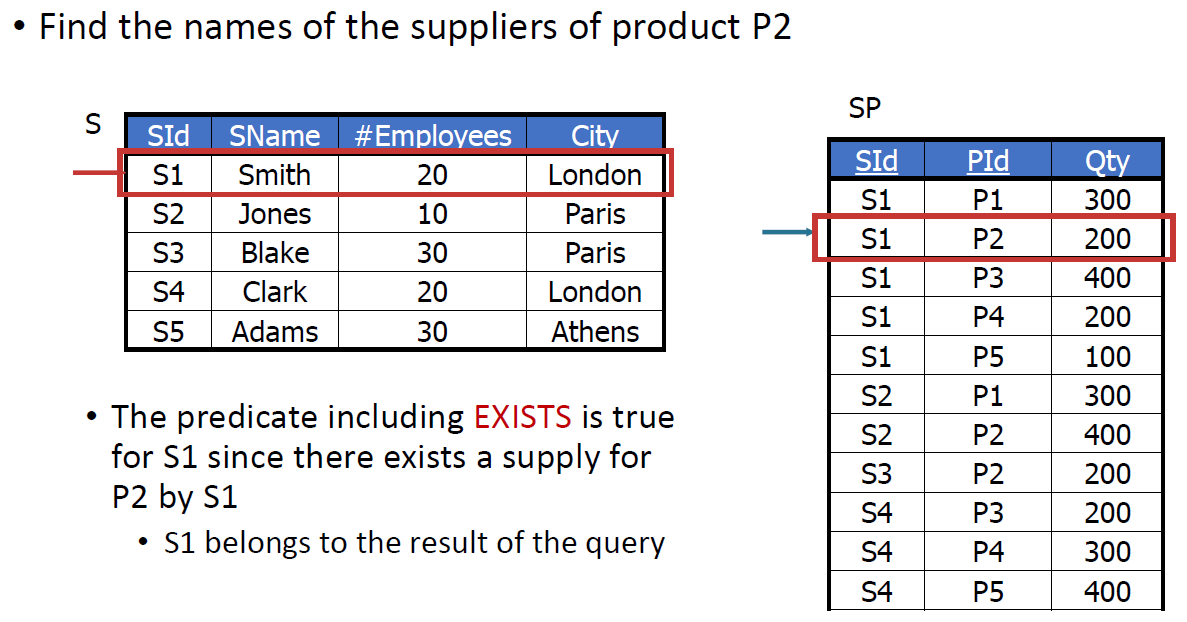 • Find the names of the suppliers of product P2
S
SId SName #Employees City
S1 Smith 20 London
S2 Jones 10 Paris
S3 Blake 30 Paris
S4 Clark 20 London
S5 Adams 30 Athens
• The predicate including EXISTS is true
for S1 since there exists a supply for
P2 by S1
• S1 belongs to the result of the query
SP
SId PId Qty
S1 P1 300
S1 P2 200
S1 P3 400
S1 P4 200
S1 P5 100
S2 P1 300
S2 P2 400
S3 P2 200
S4 P3 200
S4 P4 300
S4 P5 400